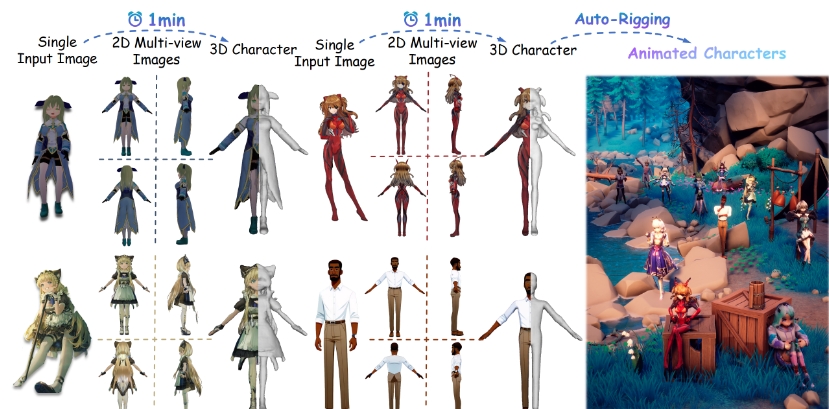 1min
1min
Auto-Rigging
Single
Input Image
2D Multi-view
Images
3D Character
Single
Input Image
2D Multi-view
Images
3D Character
Animated Characters